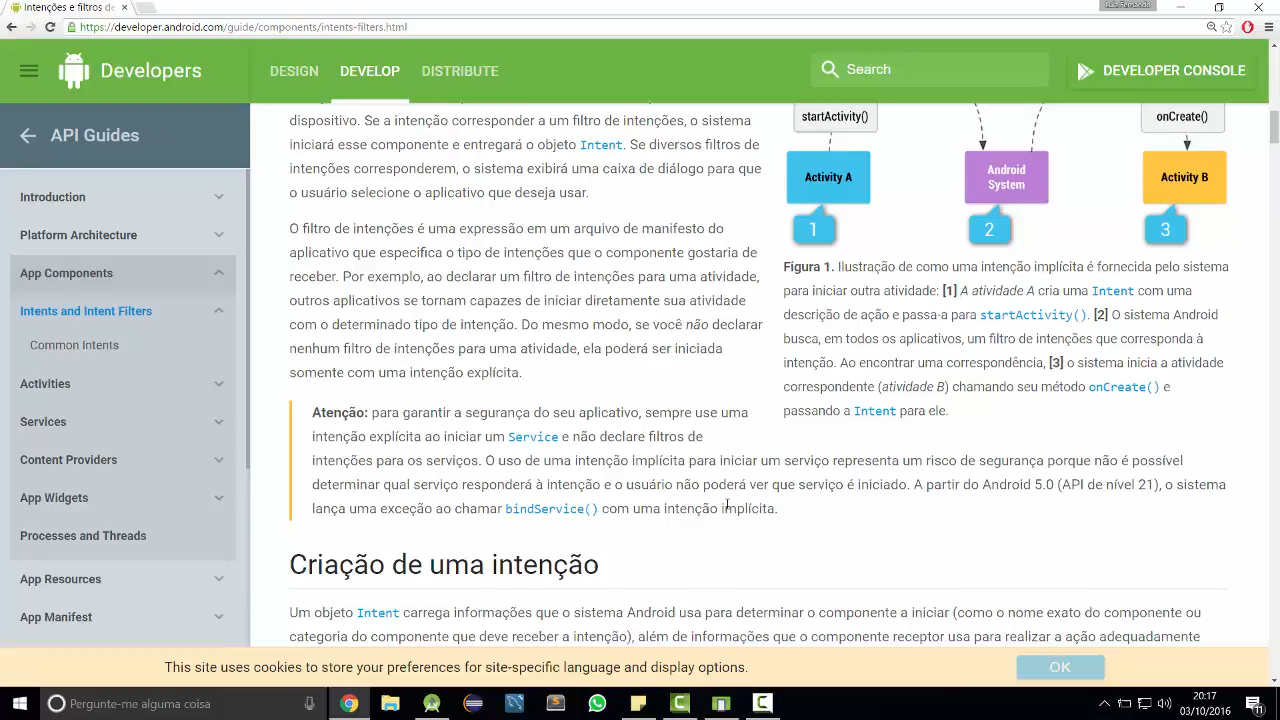 Intenções e filtros de
Luiz Fernando
https://developer.android.com/guide/components/intents-filters.html
Developers
DESIGN
DEVELOP
DISTRIBUTE
Search
DEVELOPER CONSOLE
API Guides
Introduction
Platform Architecture
App Components
Intents and Intent Filters
Common Intents
Activities
Services
Content Providers
App Widgets
Processes and Threads
App Resources
App Manifest
dispositivo. Se a intenção corresponder a um filtro de intenções, o sistema
iniciará esse componente e entregará o objeto Intent. Se diversos filtros de
intenções corresponderem, o sistema exibirá uma caixa de diálogo para que
o usuário selecione o aplicativo que deseja usar.
O filtro de intenções é uma expressão em um arquivo de manifesto do
aplicativo que especifica o tipo de intenções que o componente gostaria de
receber. Por exemplo, ao declarar um filtro de intenções para uma atividade,
outros aplicativos se tornam capazes de iniciar diretamente sua atividade
com o determinado tipo de intenção. Do mesmo modo, se você não declarar
nenhum filtro de intenções para uma atividade, ela poderá ser iniciada
somente com uma intenção explícita.
startActivity()
onCreate()
Activity A
Android
System
Activity B
1
2
3
Figura 1. Ilustração de como uma intenção implícita é fornecida pelo sistema
para iniciar outra atividade: [1] A atividade A cria uma Intent com uma
descrição de ação e passa-a para startActivity(). [2] O sistema Android
busca, em todos os aplicativos, um filtro de intenções que corresponda à
intenção. Ao encontrar uma correspondência, [3] o sistema inicia a atividade
correspondente (atividade B) chamando seu método onCreate() e
passando a Intent para ele.
Atenção: para garantir a segurança do seu aplicativo, sempre use uma
intenção explícita ao iniciar um Service e não declare filtros de
intenções para os serviços. O uso de uma intenção implícita para iniciar um serviço representa um risco de segurança porque não é possível
determinar qual serviço responderá à intenção e o usuário não poderá ver que serviço é iniciado. A partir do Android 5.0 (API de nível 21), o sistema
lança uma exceção ao chamar bindService() com uma intenção implícita.
Criação de uma intenção
Um objeto Intent carrega informações que o sistema Android usa para determinar o componente a iniciar (como o nome exato do componente ou
categoria do componente que deve receber a intenção), além de informações que o componente receptor usa para realizar a ação adequadamente
This site uses cookies to store your preferences for site-specific language and display options.
OK
Pergunte-me alguma coisa
20:17
03/10/2016